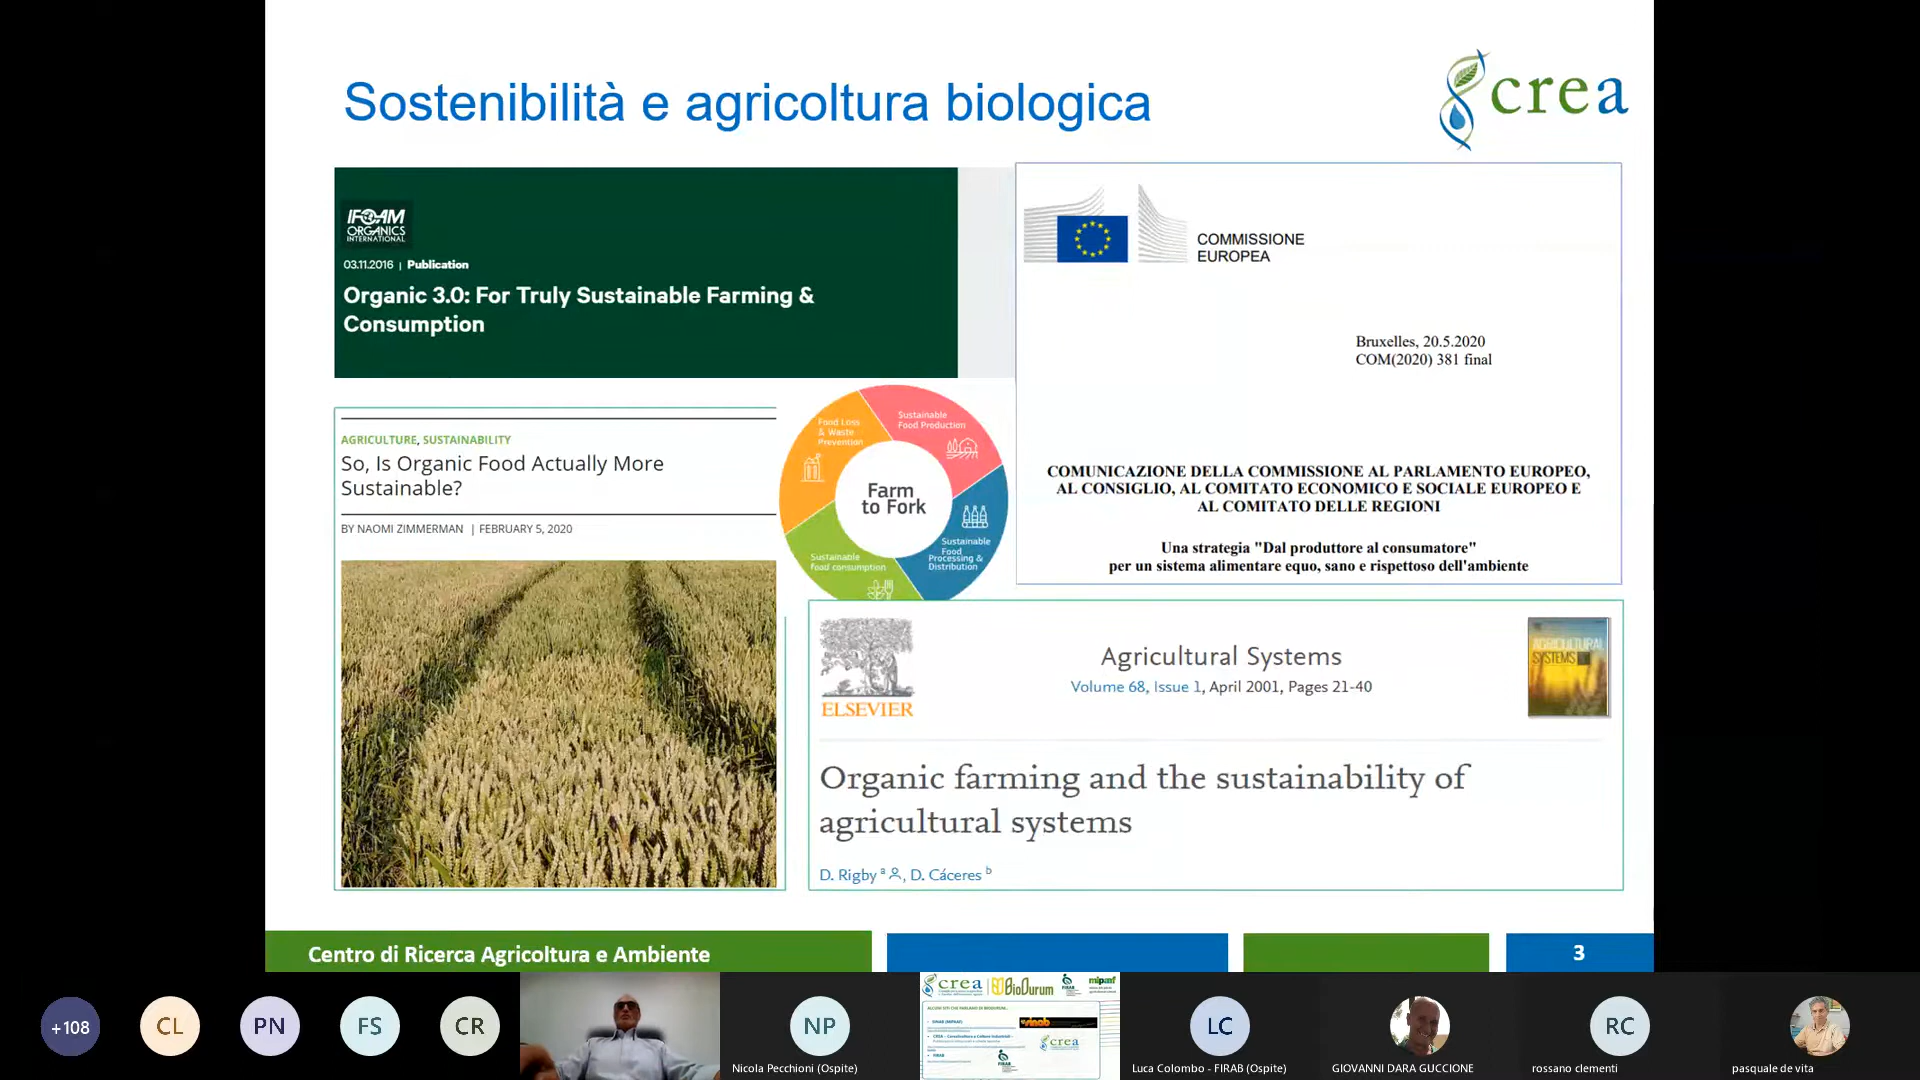 Sostenibilità e agricoltura biologica
crea
IFOAM
ORGANICS
INTERNATIONAL
03.11.2016 | Publication
Organic 3.0: For Truly Sustainable Farming &
Consumption
COMMISSIONE
EUROPEA
Bruxelles, 20.5.2020
COM(2020) 381 final
COMUNICAZIONE DELLA COMMISSIONE AL PARLAMENTO EUROPEO,
AL CONSIGLIO, AL COMITATO ECONOMICO E SOCIALE EUROPEO E
AL COMITATO DELLE REGIONI
Una strategia "Dal produttore al consumatore"
per un sistema alimentare equo, sano e rispettoso dell'ambiente
AGRICULTURE, SUSTAINABILITY
So, Is Organic Food Actually More
Sustainable?
BY NAOMI ZIMMERMAN | FEBRUARY 5, 2020
Food Loss
& Waste
Prevention
Sustainable
Food Production
Farm
to Fork
Sustainable
Food
Processing &
Distribution
Sustainable
food consumption
ELSEVIER
Agricultural Systems
Volume 68, Issue 1, April 2001, Pages 21-40
AGRICULTURAL
SYSTEMS
Organic farming and the sustainability of
agricultural systems
D. Rigby a, D. Cáceres b
Centro di Ricerca Agricoltura e Ambiente
3
+108
CL
PN
FS
CR
NP
Nicola Pecchioni (Ospite)
crea
BioDurum
FIRAB
mipaaf
sinab
crea
FIRAB
LC
Luca Colombo - FIRAB (Ospite)
GIOVANNI DARA GUCCIONE
RC
rossano clementi
pasquale de vita